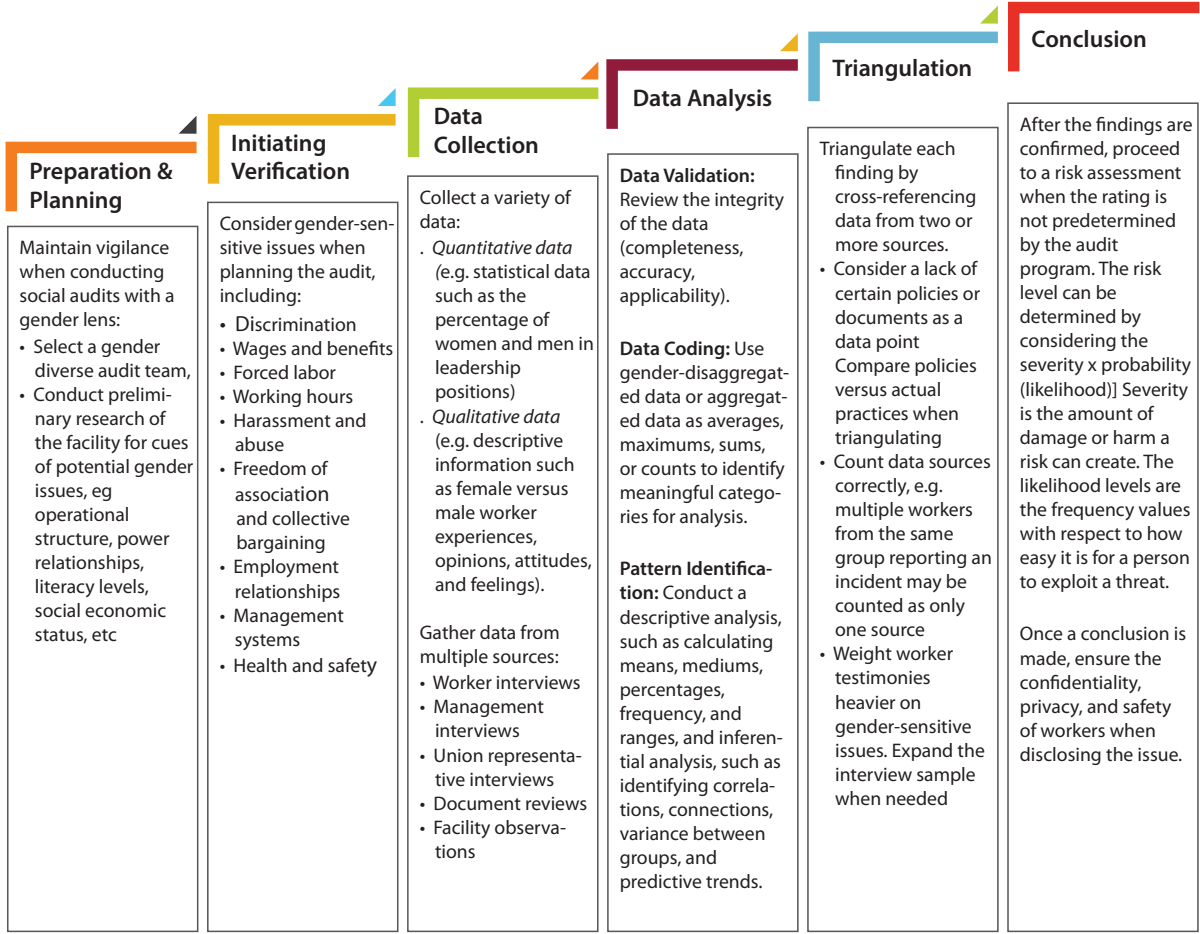 Preparation &
Planning
Maintain vigilance
when conducting
social audits with a
gender lens:
• Select a gender
diverse audit team,
• Conduct prelimi-
nary research of
the facility for cues
of potential gender
issues, eg
operational
structure, power
relationships,
literacy levels,
social economic
status, etc
Initiating
Verification
Consider gender-sen-
sitive issues when
planning the audit,
including:
• Discrimination
• Wages and benefits
• Forced labor
• Working hours
• Harassment and
abuse
• Freedom of
association
and collective
bargaining
• Employment
relationships
• Management
systems
• Health and safety
Data
Collection
Collect a variety of
data:
. Quantitative data
(e.g. statistical data
such as the
percentage of
women and men in
leadership
positions)
. Qualitative data
(e.g. descriptive
information such
as female versus
male worker
experiences,
opinions, attitudes,
and feelings).
Gather data from
multiple sources:
• Worker interviews
• Management
interviews
• Union representa-
tive interviews
• Document reviews
• Facility observa-
tions
Data Analysis
Data Validation:
Review the integrity
of the data
(completeness,
accuracy,
applicability).
Data Coding: Use
gender-disaggregat-
ed data or aggregat-
ed data as averages,
maximums, sums,
or counts to identify
meaningful catego-
ries for analysis.
Pattern Identifica-
tion: Conduct a
descriptive analysis,
such as calculating
means, mediums,
percentages,
frequency, and
ranges, and inferen-
tial analysis, such as
identifying correla-
tions, connections,
variance between
groups, and
predictive trends.
Triangulation
Triangulate each
finding by
cross-referencing
data from two or
more sources.
• Consider a lack of
certain policies or
documents as a
data point
Compare policies
versus actual
practices when
triangulating
• Count data sources
correctly, e.g.
multiple workers
from the same
group reporting an
incident may be
counted as only
one source
• Weight worker
testimonies
heavier on
gender-sensitive
issues. Expand the
interview sample
when needed
Conclusion
After the findings are
confirmed, proceed
to a risk assessment
when the rating is
not predetermined
by the audit
program. The risk
level can be
determined by
considering the
severity x probability
(likelihood)] Severity
is the amount of
damage or harm a
risk can create. The
likelihood levels are
the frequency values
with respect to how
easy it is for a person
to exploit a threat.
Once a conclusion is
made, ensure the
confidentiality,
privacy, and safety
of workers when
disclosing the issue.